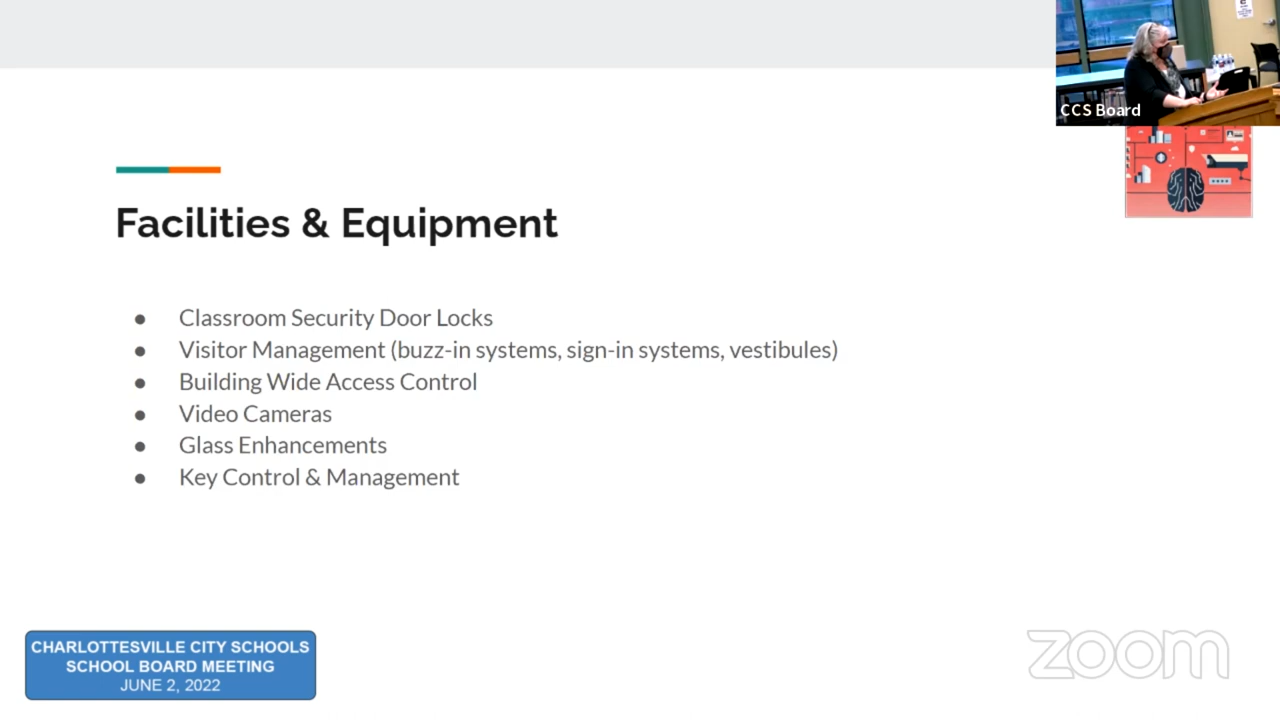 CCS Board
Facilities & Equipment
● Classroom Security Door Locks
● Visitor Management (buzz-in systems, sign-in systems, vestibules)
● Building Wide Access Control
● Video Cameras
● Glass Enhancements
● Key Control & Management
CHARLOTTESVILLE CITY SCHOOLS
SCHOOL BOARD MEETING
JUNE 2, 2022
zoom